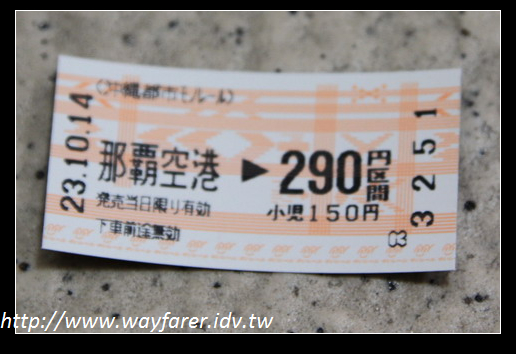 (沖縄都市モノレール)
23.10.14
那覇空港 ▶ 290円区間
発売当日限り有効
小児150円
下車前途無効
03
3251
http://www.wayfarer.idv.tw